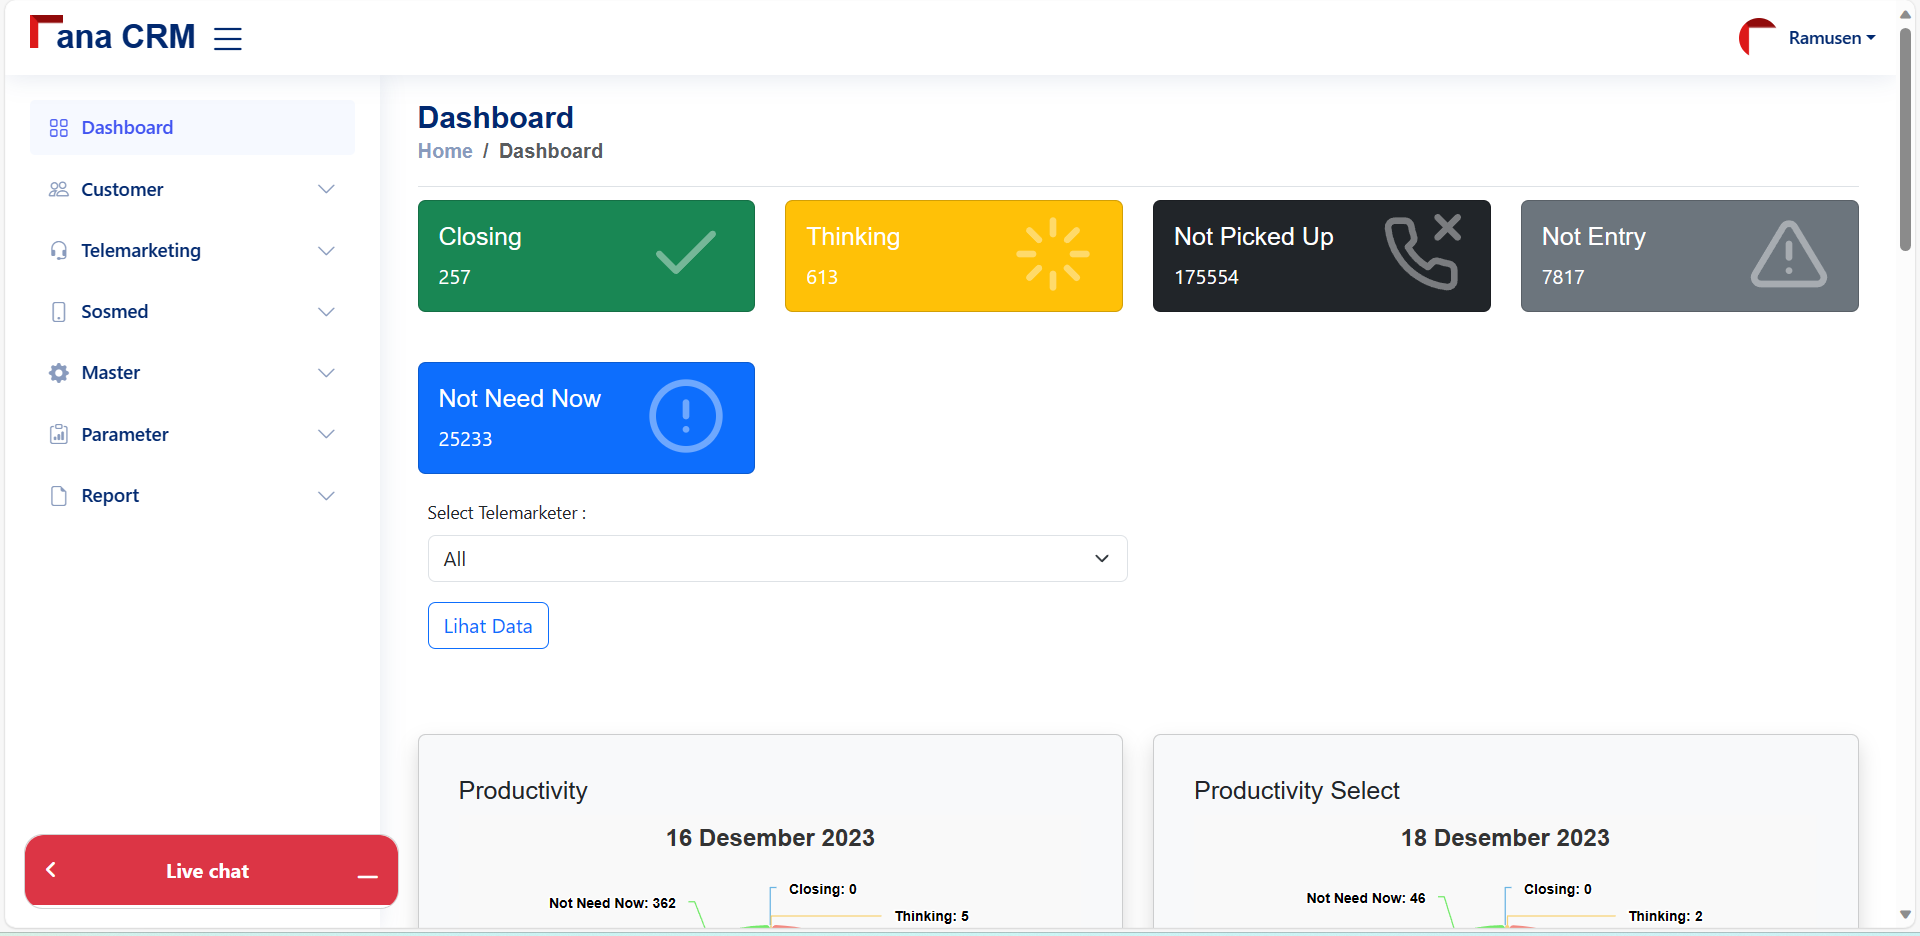 ana CRM
Ramusen
Dashboard
Customer
Telemarketing
Sosmed
Master
Parameter
Report
Live chat
Dashboard
Home / Dashboard
Closing
257
Thinking
613
Not Picked Up
175554
Not Entry
7817
Not Need Now
25233
Select Telemarketer :
All
Lihat Data
Productivity
16 Desember 2023
Closing: 0
Not Need Now: 362
Thinking: 5
Productivity Select
18 Desember 2023
Closing: 0
Not Need Now: 46
Thinking: 2